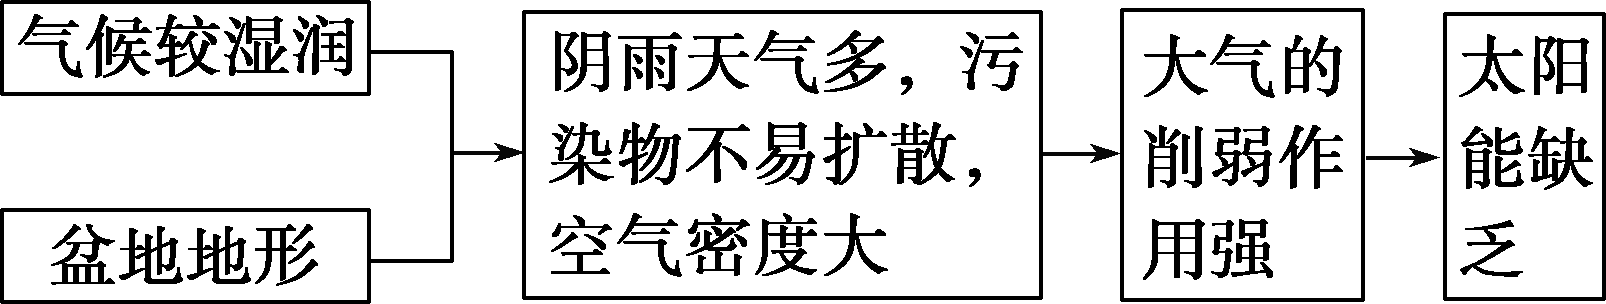 气候较湿润
盆地地形
阴雨天气多，污
染物不易扩散，
空气密度大
大气的
削弱作
用强
太阳
能缺
乏